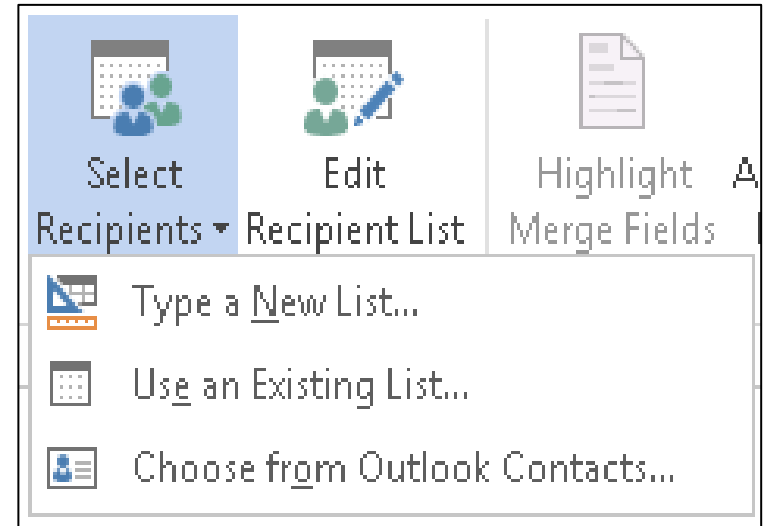 Select
Recipients
Edit
Recipient List
Highlight
Merge Fields
A
Type a New List...
Use an Existing List...
Choose from Outlook Contacts...